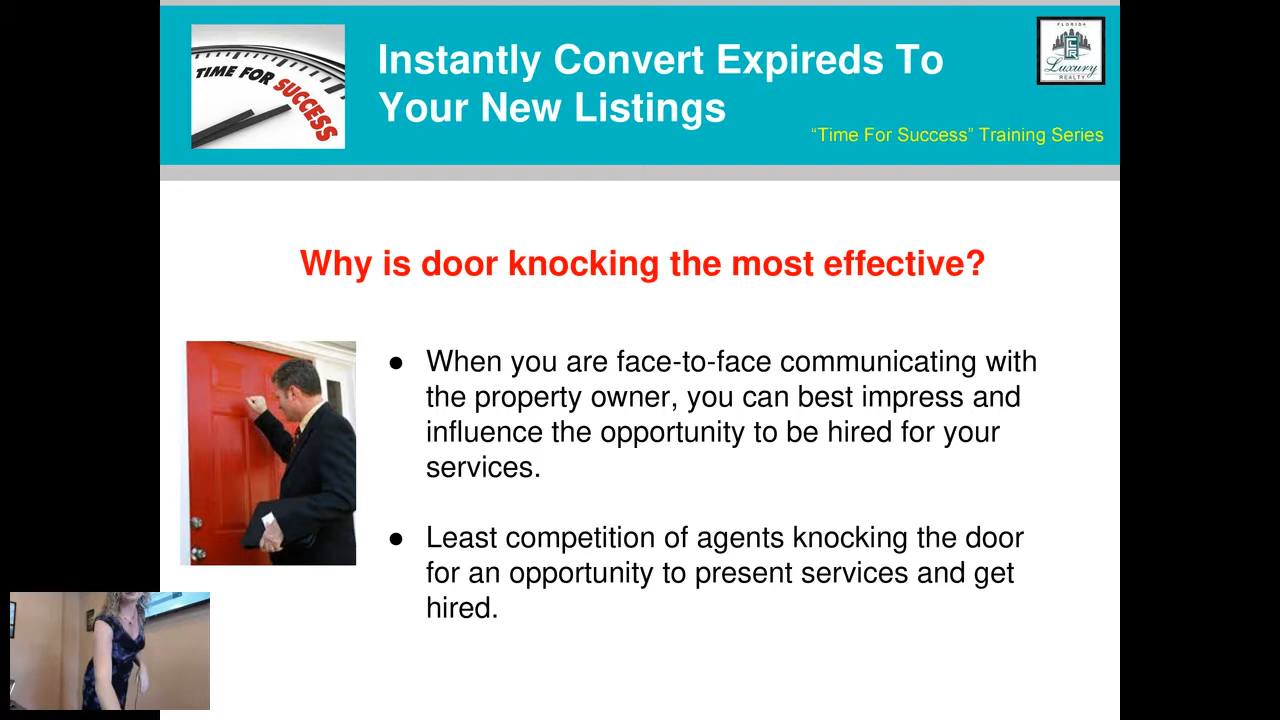 TIME FOR SUCCESS
Instantly Convert Expireds To
Your New Listings
FLORIDA
Luxury
REALTY
“Time For Success” Training Series
Why is door knocking the most effective?
● When you are face-to-face communicating with
the property owner, you can best impress and
influence the opportunity to be hired for your
services.
● Least competition of agents knocking the door
for an opportunity to present services and get
hired.